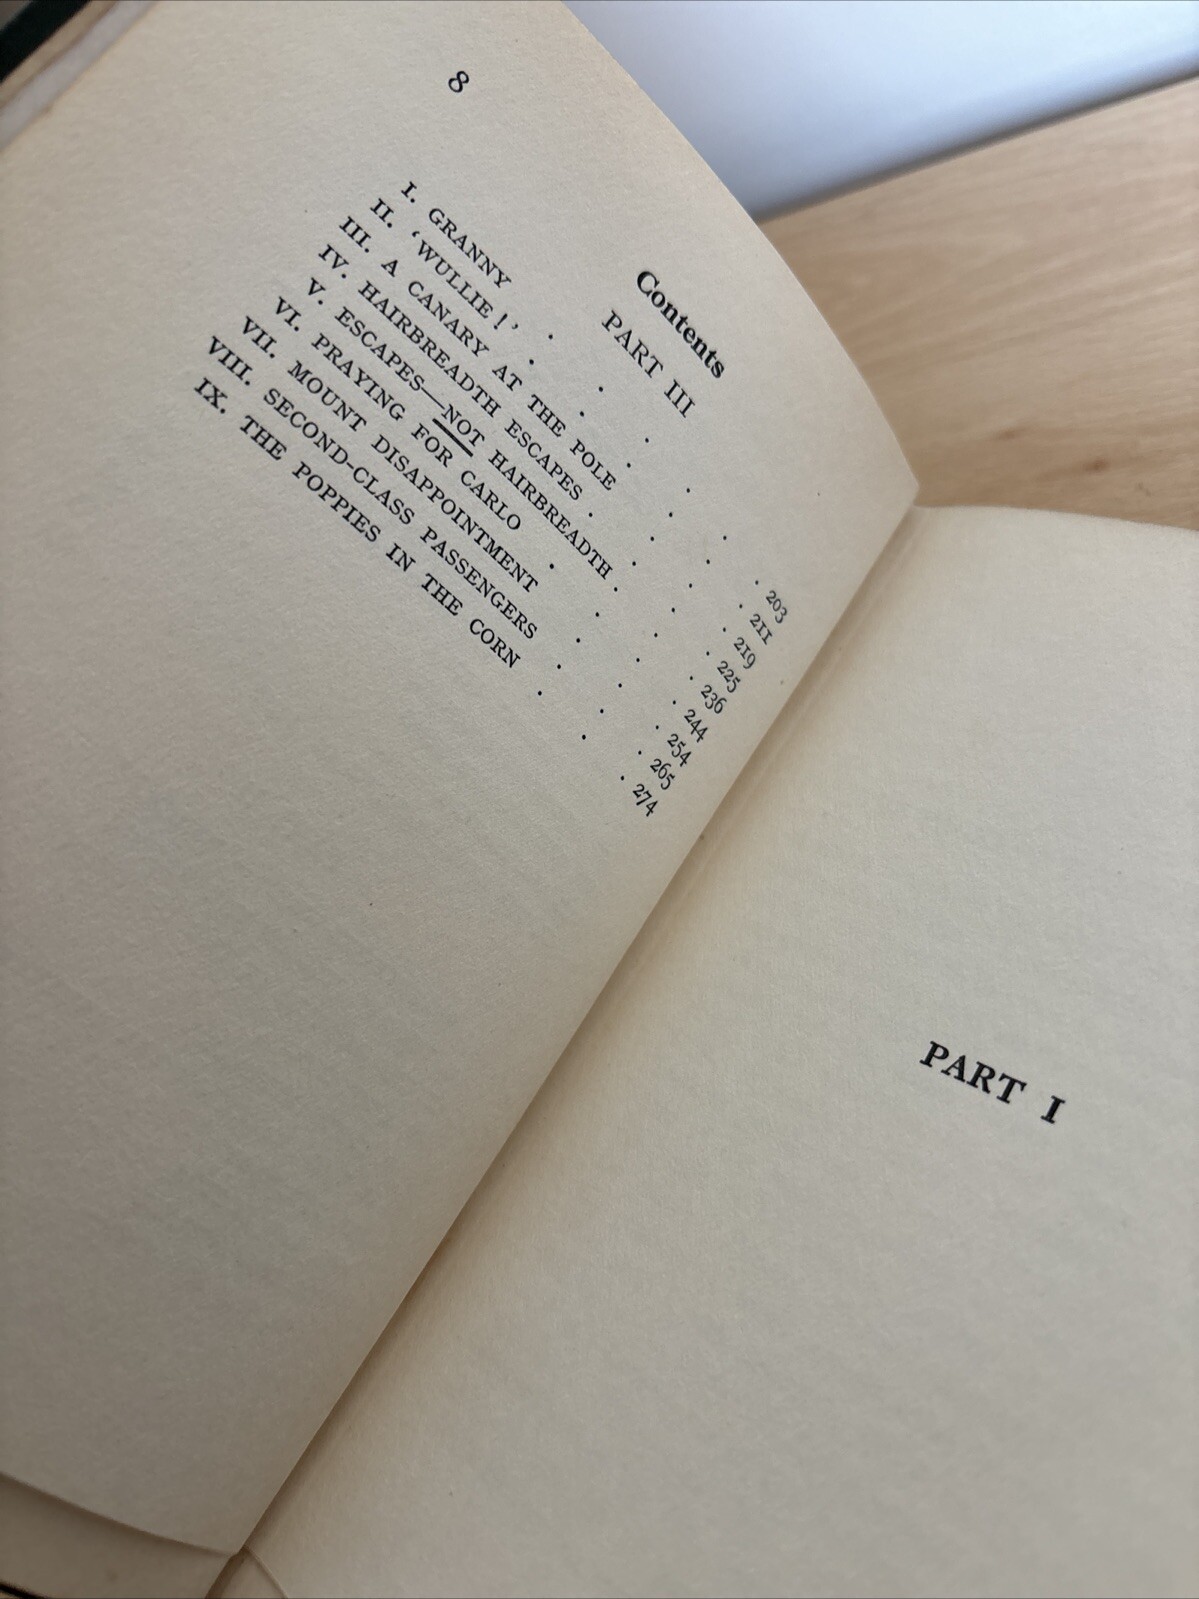 8
Contents
PART III
I. GRANNY . . . . . 203
II. ‘WULLIE!’ . . . . . 211
III. A CANARY AT THE POLE . . . . 219
IV. HAIRBREADTH ESCAPES . . . . 225
V. ESCAPES—NOT HAIRBREADTH . . . 236
VI. PRAYING FOR CARLO . . . . 244
VII. MOUNT DISAPPOINTMENT . . . . 254
VIII. SECOND-CLASS PASSENGERS . . . 265
IX. THE POPPIES IN THE CORN . . . 274
PART I